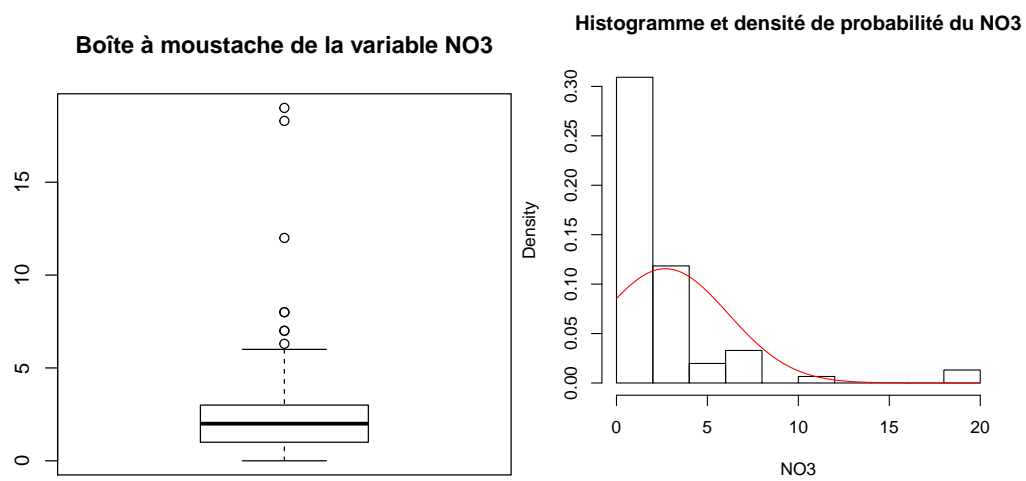 Boîte à moustache de la variable NO3
15
10
5
0
Histogramme et densité de probabilité du NO3
Density
0.30
0.25
0.20
0.15
0.10
0.05
0.00
0 5 10 15 20
NO3